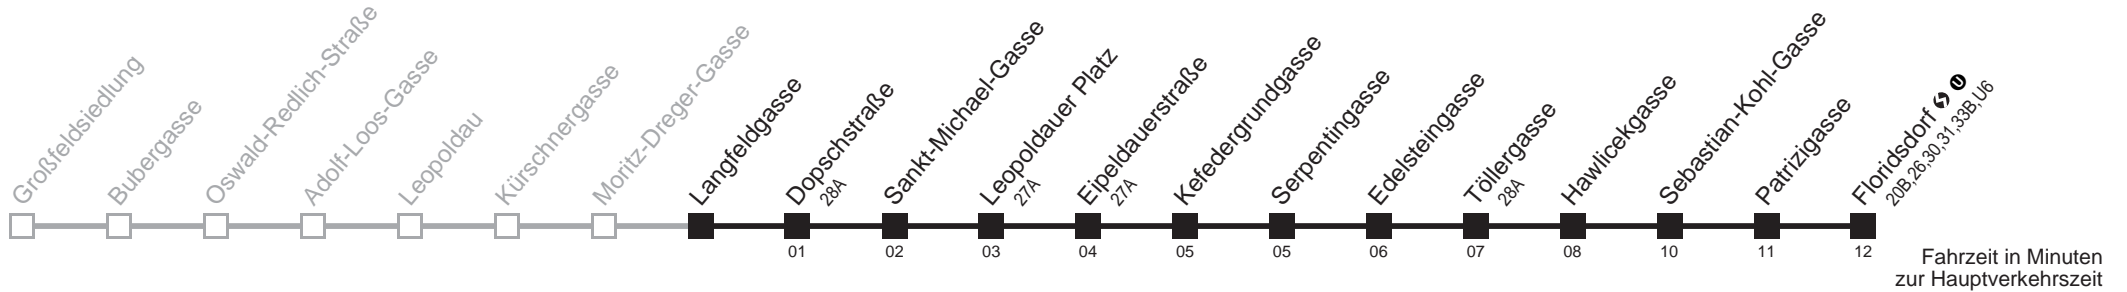 Großfeldsiedlung
Bubergasse
Oswald-Redlich-Straße
Adolf-Loos-Gasse
Leopoldau
Kürschnergasse
Moritz-Dreger-Gasse
Langfeldgasse
Dopschstraße
28A
Sankt-Michael-Gasse
Leopoldauer Platz
27A
Eipeldauerstraße
27A
Kefedergrundgasse
Serpentingasse
Edelsteingasse
Töllergasse
28A
Hawlicekgasse
Sebastian-Kohl-Gasse
Patrizigasse
Floridsdorf S U
20B,26,30,31,33B,U6
01 02 03 04 05 05 06 07 08 10 11 12
Fahrzeit in Minuten
zur Hauptverkehrszeit